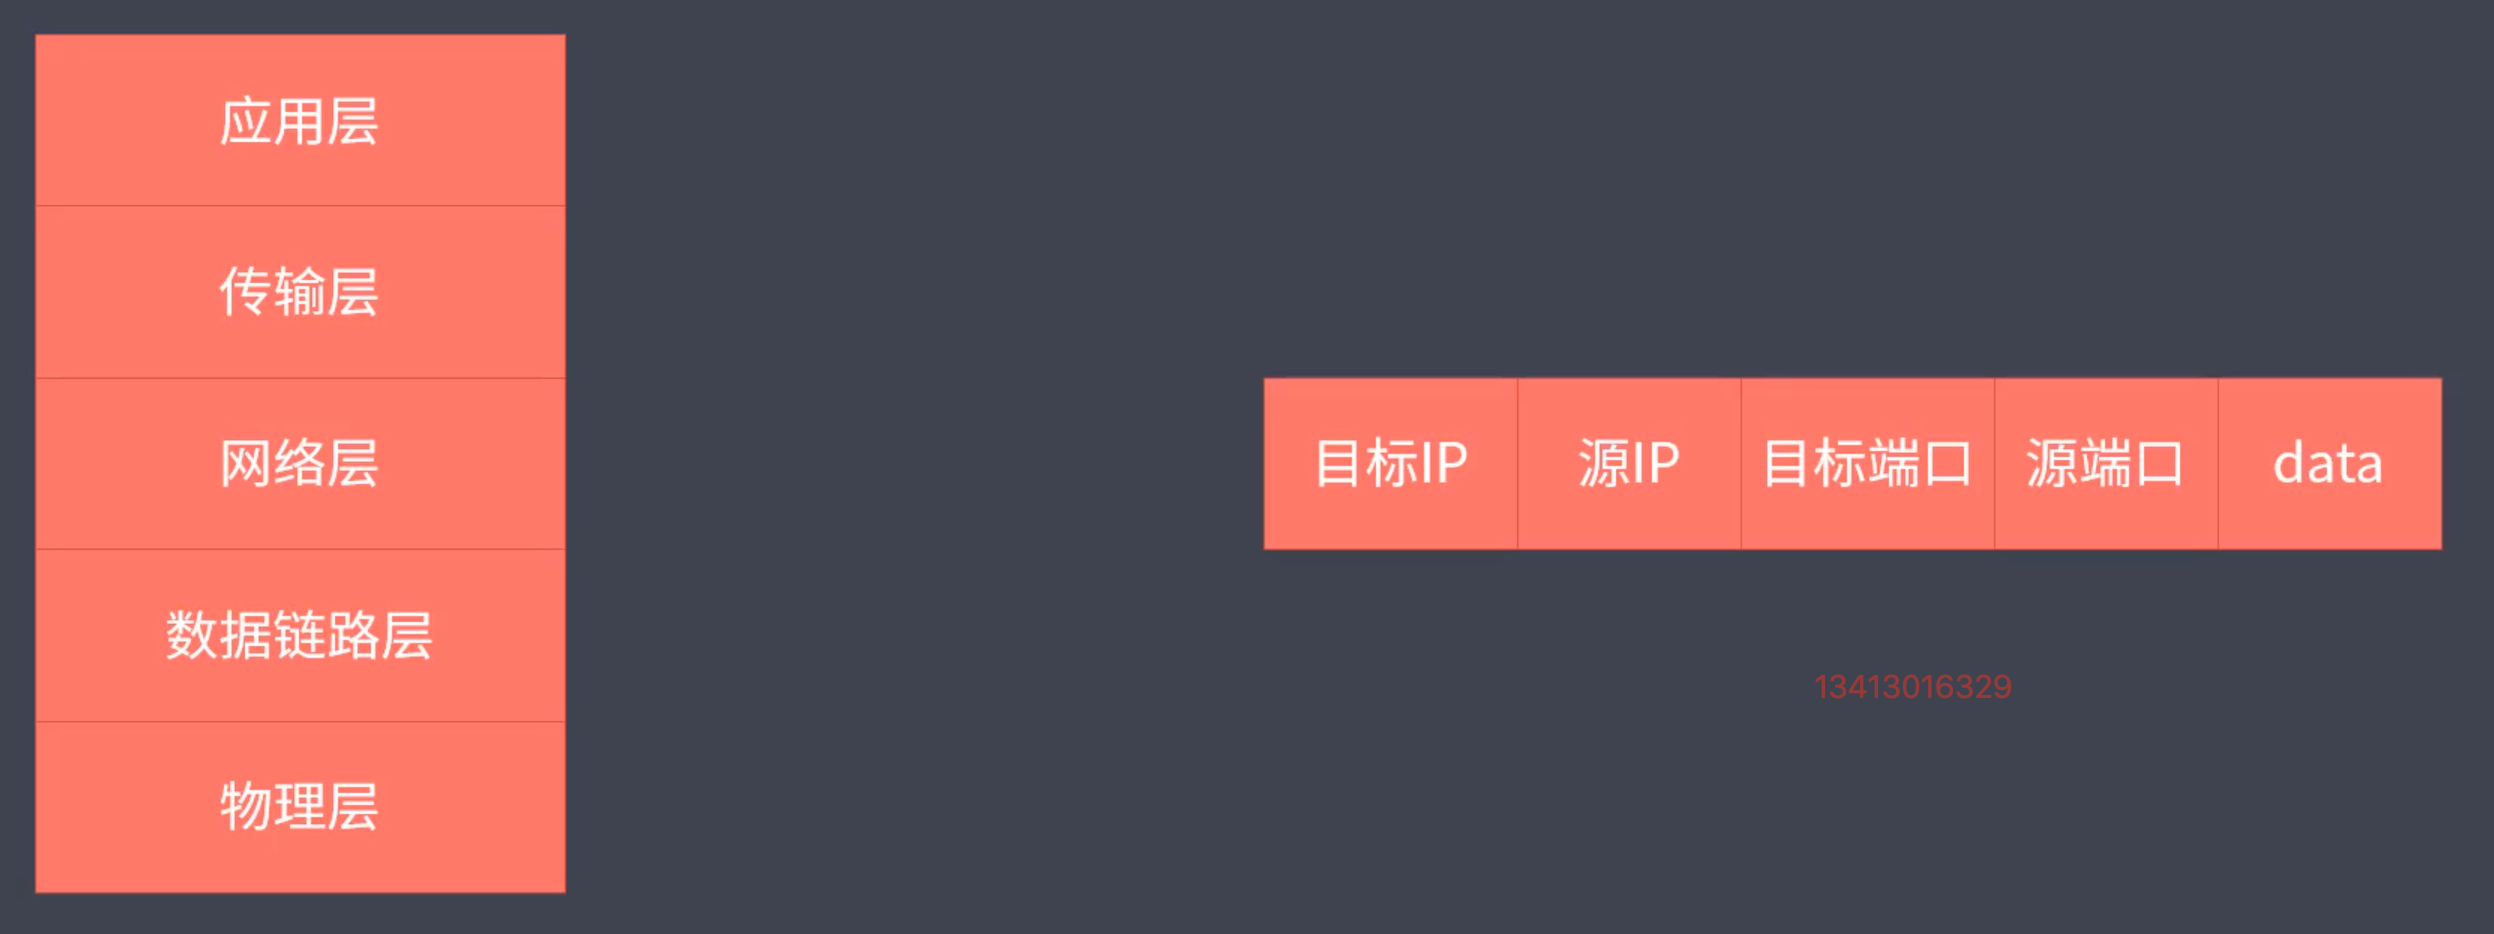 应用层
传输层
网络层
数据链路层
物理层
目标IP 源IP 目标端口 源端口 data
13413016329